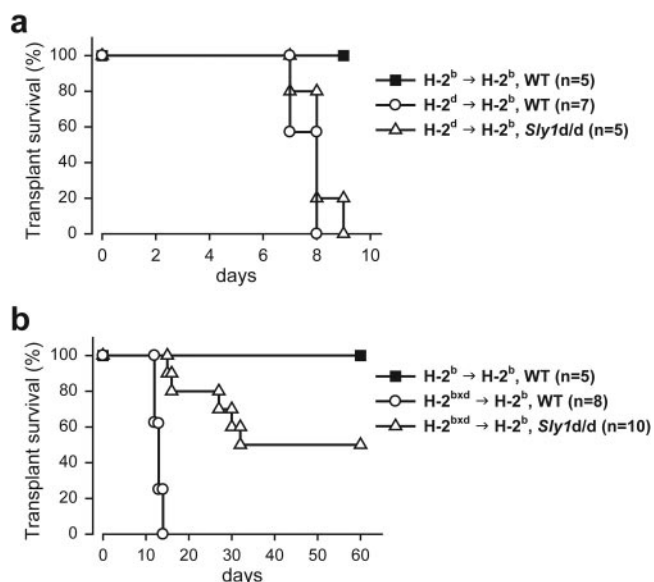 a
Transplant survival (%)
100
80
60
40
20
0
0 2 4 6 8 10
days
H-2ᵇ → H-2ᵇ, WT (n=5)
H-2ᵈ → H-2ᵇ, WT (n=7)
H-2ᵈ → H-2ᵇ, Sly1d/d (n=5)
b
Transplant survival (%)
100
80
60
40
20
0
0 10 20 30 40 50 60
days
H-2ᵇ → H-2ᵇ, WT (n=5)
H-2ᵇˣᵈ → H-2ᵇ, WT (n=8)
H-2ᵇˣᵈ → H-2ᵇ, Sly1d/d (n=10)